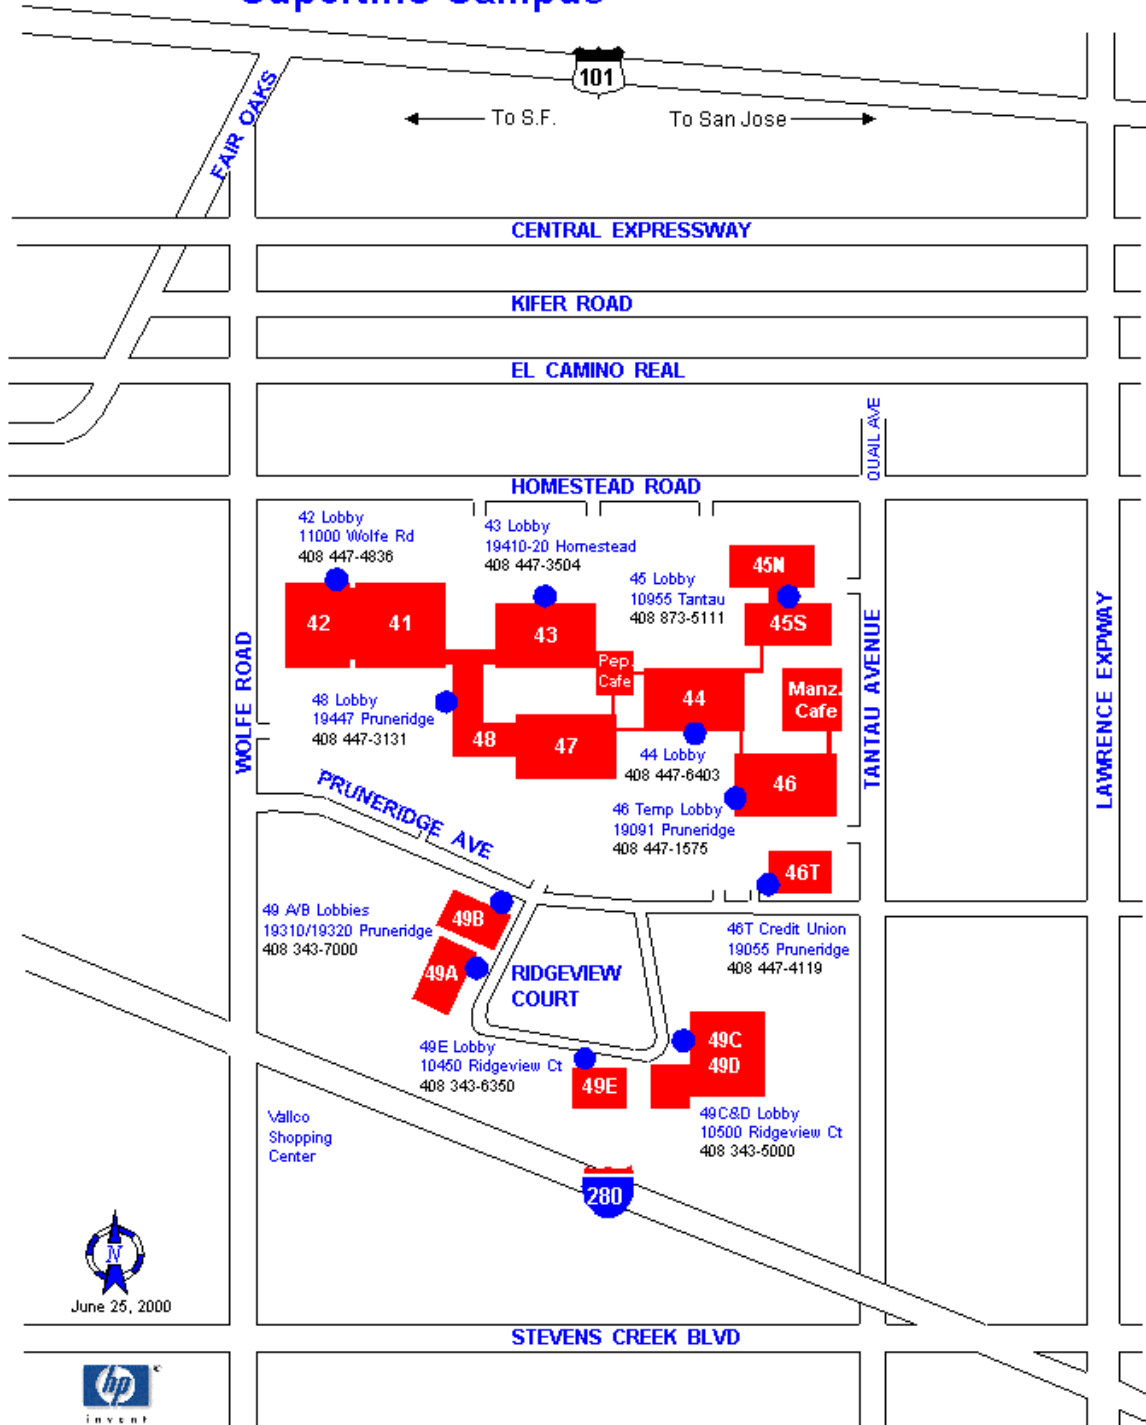 Cupertino Campus
101
To S.F.
To San Jose
FAIR OAKS
CENTRAL EXPRESSWAY
KIFER ROAD
EL CAMINO REAL
QUAIL AVE
HOMESTEAD ROAD
42 Lobby
11000 Wolfe Rd
408 447-4836
43 Lobby
19410-20 Homestead
408 447-3504
45 Lobby
10955 Tantau
408 873-5111
45N
45S
42
41
43
Pep.
Cafe
44
Manz.
Cafe
WOLFE ROAD
TANTAU AVENUE
LAWRENCE EXPWAY
48 Lobby
19447 Pruneridge
408 447-3131
48
47
44 Lobby
408 447-6403
46
46 Temp Lobby
19091 Pruneridge
408 447-1575
PRUNERIDGE AVE
46T
49 A/B Lobbies
19310/19320 Pruneridge
408 343-7000
49B
49A
46T Credit Union
19055 Pruneridge
408 447-4119
RIDGEVIEW
COURT
49E Lobby
10450 Ridgeview Ct
408 343-6350
49E
49C
49D
49C&D Lobby
10500 Ridgeview Ct
408 343-5000
Vallco
Shopping
Center
280
N
June 25, 2000
STEVENS CREEK BLVD
hp
invent